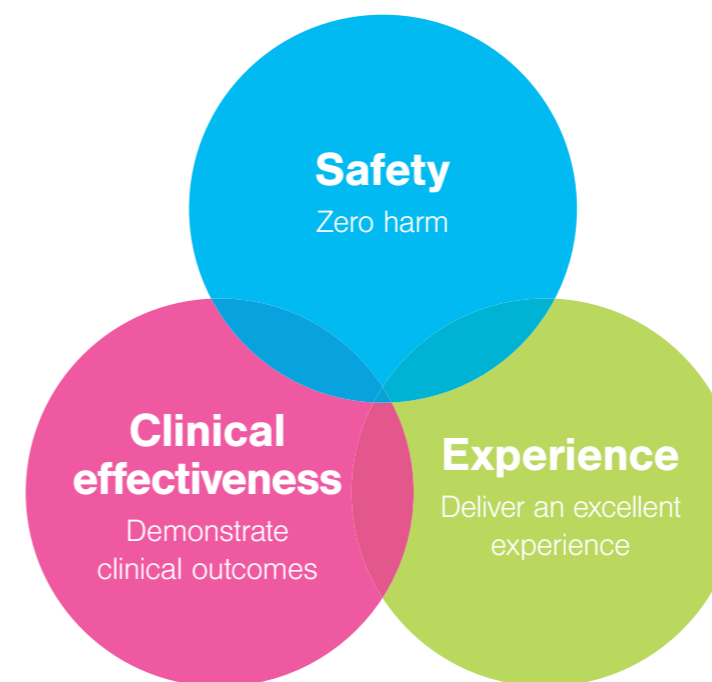 Safety
Zero harm
Clinical
effectiveness
Demonstrate
clinical outcomes
Experience
Deliver an excellent
experience